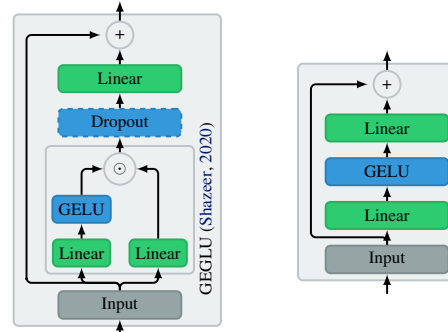 +
Linear
Dropout
⊙
GELU
Linear
Linear
Input
GEGLU (Shazeer, 2020)
+
Linear
GELU
Linear
Input